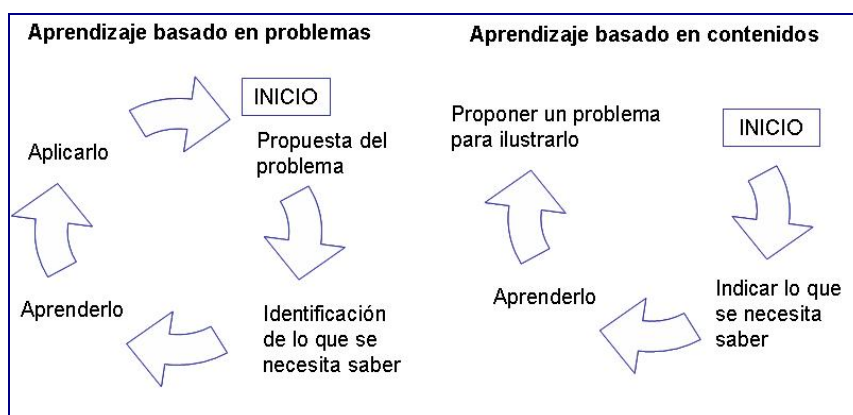 Aprendizaje basado en problemas
INICIO
Propuesta del
problema
Identificación
de lo que se
necesita saber
Aprenderlo
Aplicarlo
Aprendizaje basado en contenidos
INICIO
Indicar lo que
se necesita
saber
Aprenderlo
Proponer un problema
para ilustrarlo